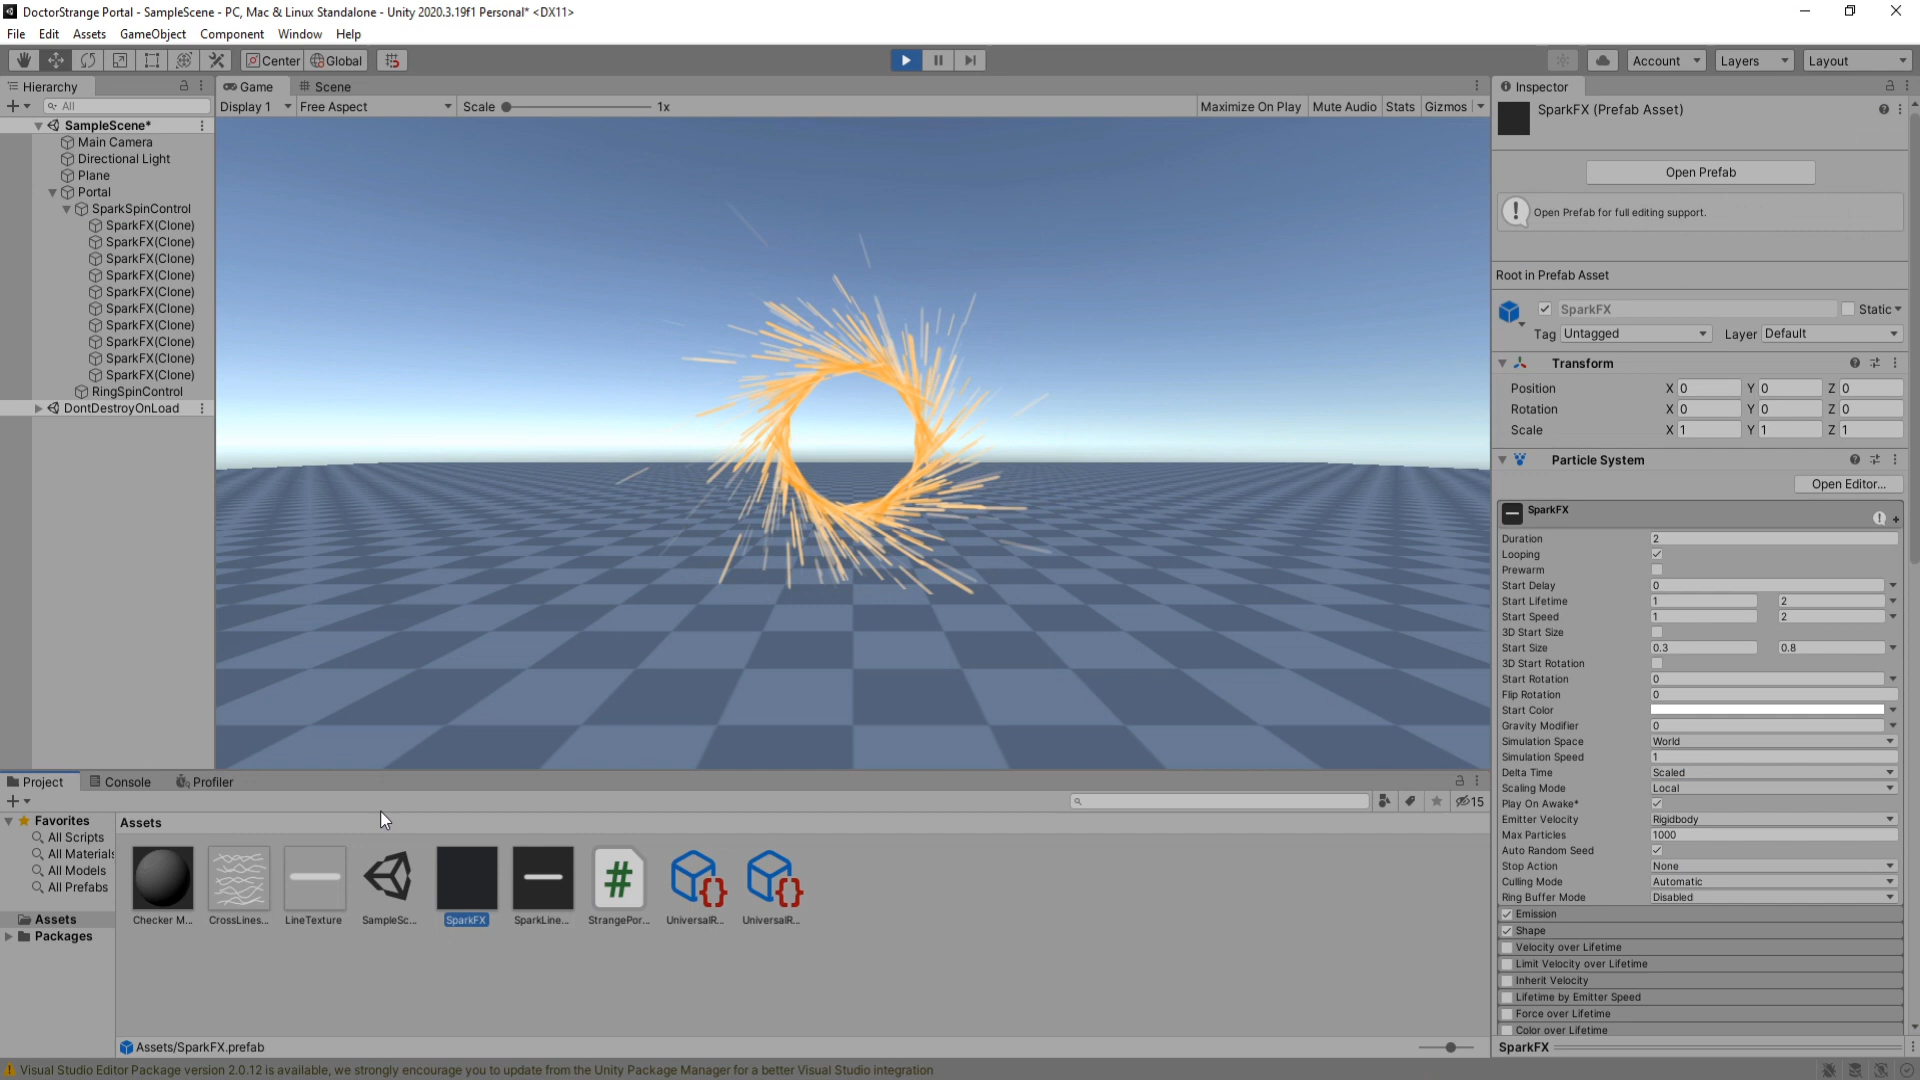 DoctorStrange Portal - SampleScene - PC, Mac & Linux Standalone - Unity 2020.3.19f1 Personal* <DX11>
File Edit Assets GameObject Component Window Help
Center Global Account Layers Layout
Hierarchy
All
SampleScene*
Main Camera
Directional Light
Plane
Portal
SparkSpinControl
SparkFX(Clone)
SparkFX(Clone)
SparkFX(Clone)
SparkFX(Clone)
SparkFX(Clone)
SparkFX(Clone)
SparkFX(Clone)
SparkFX(Clone)
SparkFX(Clone)
SparkFX(Clone)
RingSpinControl
DontDestroyOnLoad
Game Scene
Display 1 Free Aspect Scale 1x Maximize On Play Mute Audio Stats Gizmos
Inspector
SparkFX (Prefab Asset)
Open Prefab
Open Prefab for full editing support.
Root in Prefab Asset
SparkFX Static
Tag Untagged Layer Default
Transform
Position X 0 Y 0 Z 0
Rotation X 0 Y 0 Z 0
Scale X 1 Y 1 Z 1
Particle System
Open Editor...
SparkFX
Duration 2
Looping
Prewarm
Start Delay 0
Start Lifetime 1 2
Start Speed 1 2
3D Start Size
Start Size 0.3 0.8
3D Start Rotation
Start Rotation 0
Flip Rotation 0
Start Color
Gravity Modifier 0
Simulation Space World
Simulation Speed 1
Delta Time Scaled
Scaling Mode Local
Play On Awake*
Emitter Velocity Rigidbody
Max Particles 1000
Auto Random Seed
Stop Action None
Culling Mode Automatic
Ring Buffer Mode Disabled
Emission
Shape
Velocity over Lifetime
Limit Velocity over Lifetime
Inherit Velocity
Lifetime by Emitter Speed
Force over Lifetime
Color over Lifetime
SparkFX
Project Console Profiler
15
Favorites
All Scripts
All Materials
All Models
All Prefabs
Assets
Packages
Assets
Checker M... CrossLines... LineTexture SampleSc... SparkFX SparkLine... StrangePor... UniversalR... UniversalR...
Assets/SparkFX.prefab
Visual Studio Editor Package version 2.0.12 is available, we strongly encourage you to update from the Unity Package Manager for a better Visual Studio integration